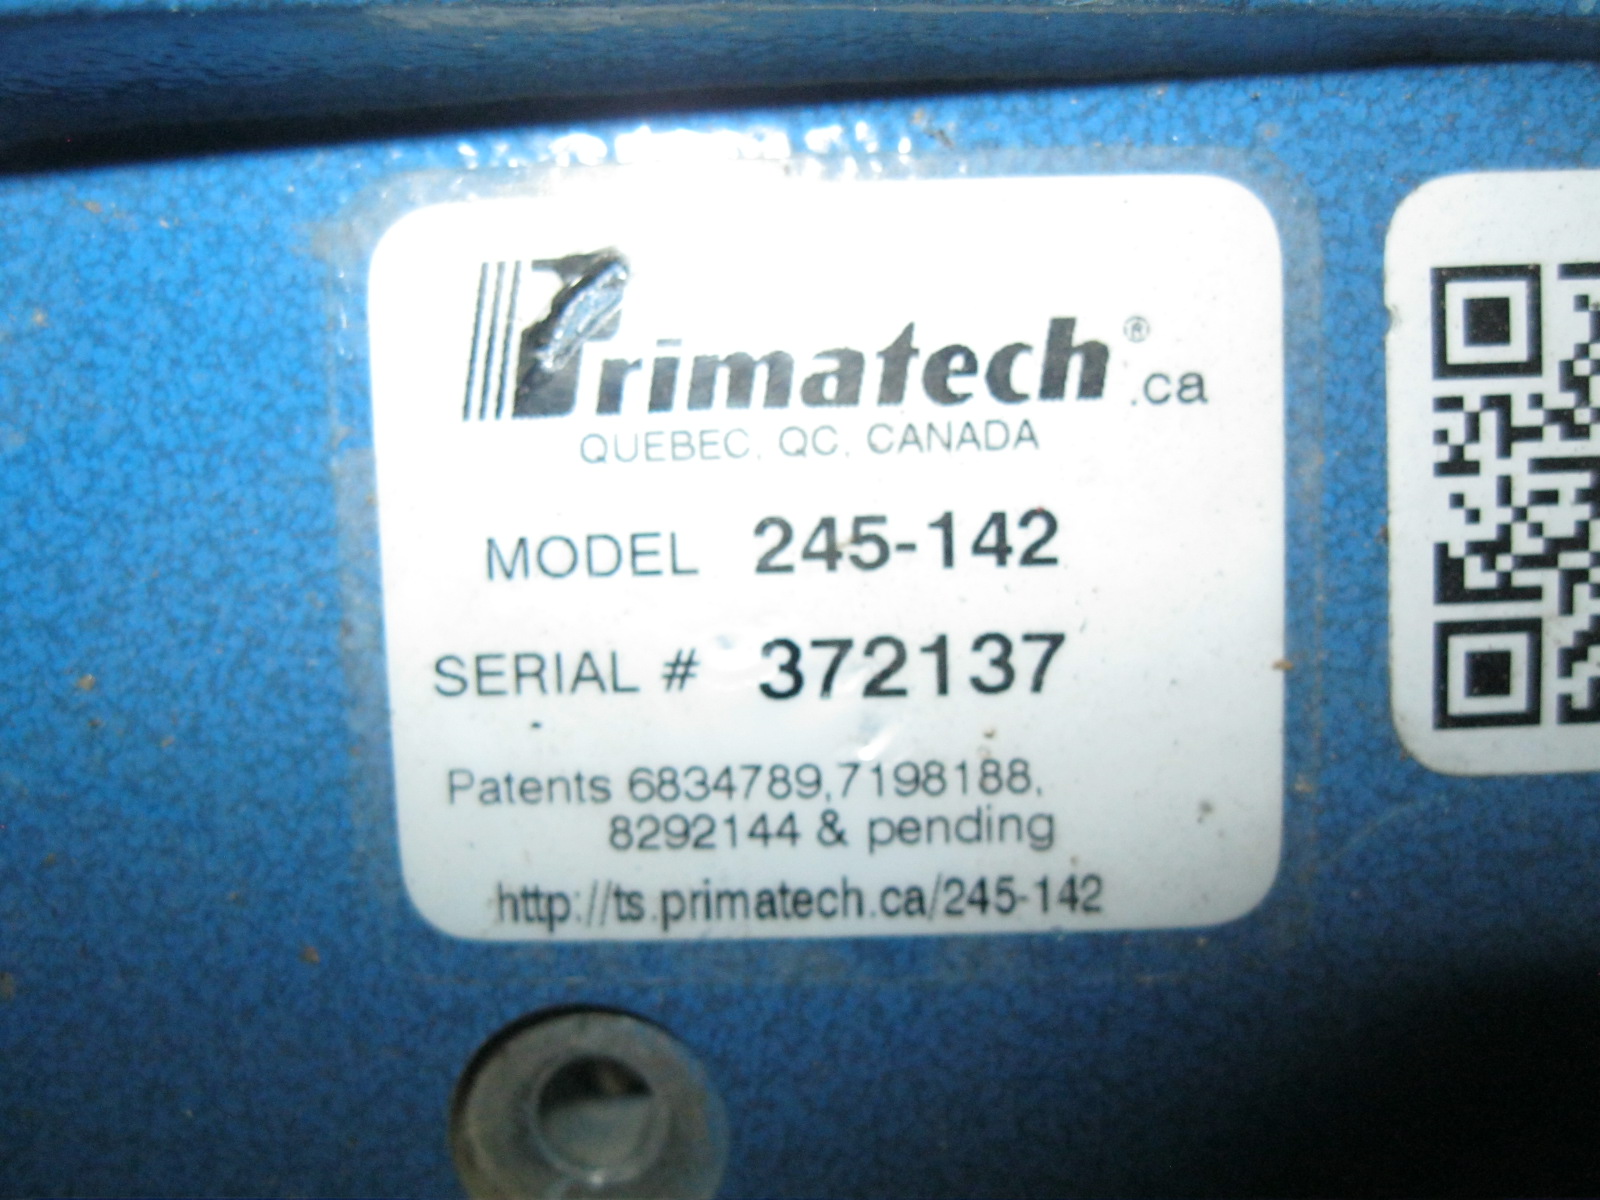 Primatech®.ca
QUEBEC, QC, CANADA
MODEL 245-142
SERIAL # 372137
Patents 6834789,7198188,
8292144 & pending
http://ts.primatech.ca/245-142